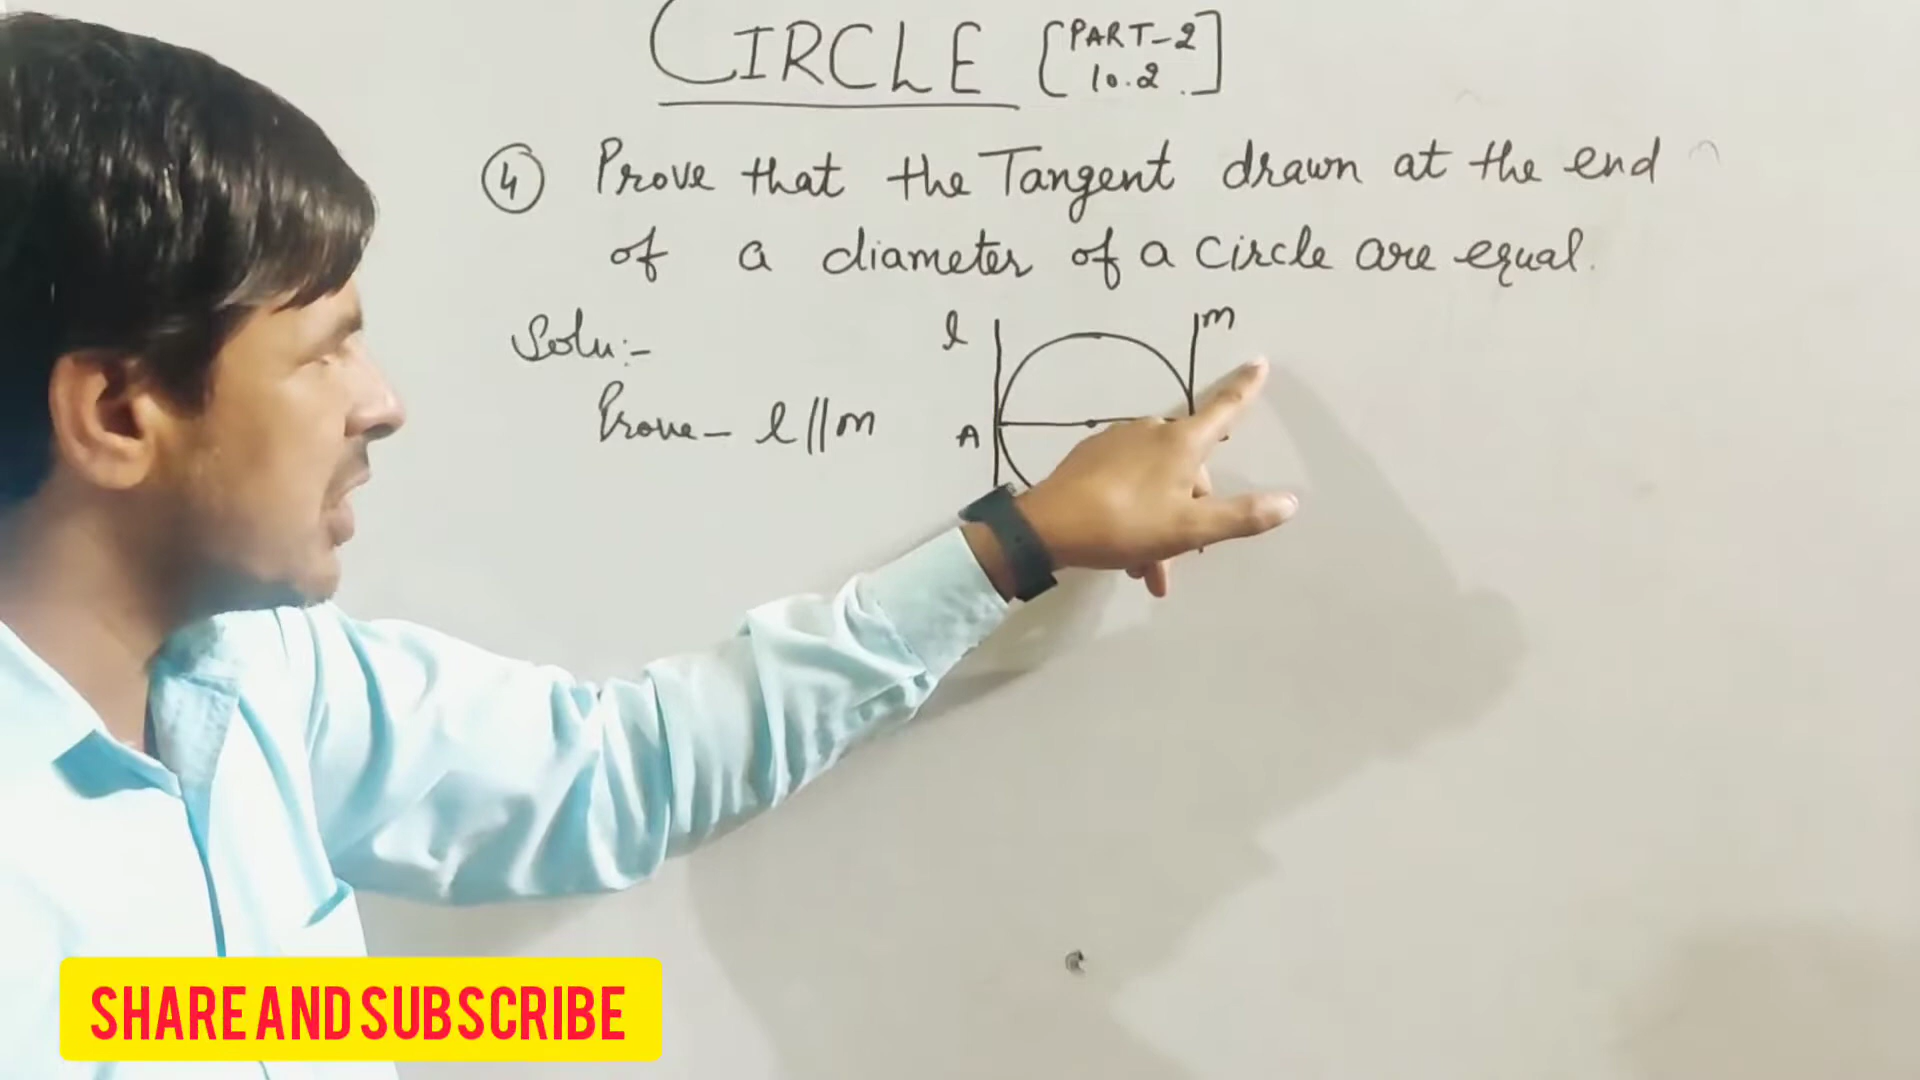 CIRCLE [PART-2
10.2.]
④ Prove that the Tangent drawn at the end
of a diameter of a circle are equal.
Solu:-
l
m
Prove - l || m
A
SHARE AND SUBSCRIBE